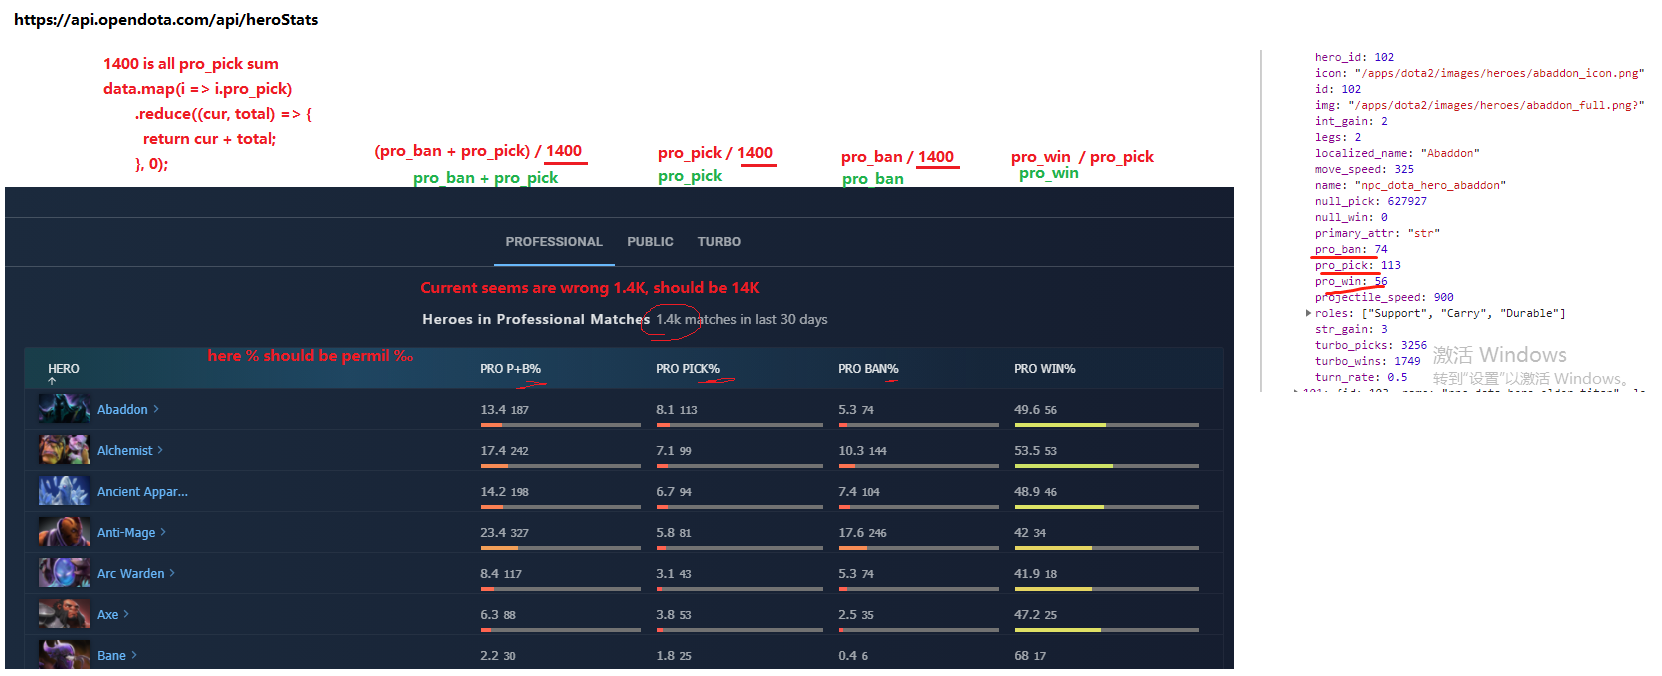 https://api.opendota.com/api/heroStats
1400 is all pro_pick sum
data.map(i => i.pro_pick)
.reduce((cur, total) => {
return cur + total;
}, 0);
(pro_ban + pro_pick) / 1400
pro_ban + pro_pick
pro_pick / 1400
pro_pick
pro_ban / 1400
pro_ban
pro_win / pro_pick
pro_win
PROFESSIONAL PUBLIC TURBO
Current seems are wrong 1.4K, should be 14K
Heroes in Professional Matches 1.4k matches in last 30 days
here % should be permil ‰
HERO PRO P+B% PRO PICK% PRO BAN% PRO WIN%
Abaddon 13.4 187 8.1 113 5.3 74 49.6 56
Alchemist 17.4 242 7.1 99 10.3 144 53.5 53
Ancient Appar... 14.2 198 6.7 94 7.4 104 48.9 46
Anti-Mage 23.4 327 5.8 81 17.6 246 42 34
Arc Warden 8.4 117 3.1 43 5.3 74 41.9 18
Axe 6.3 88 3.8 53 2.5 35 47.2 25
Bane 2.2 30 1.8 25 0.4 6 68 17
hero_id: 102
icon: "/apps/dota2/images/heroes/abaddon_icon.png"
id: 102
img: "/apps/dota2/images/heroes/abaddon_full.png?"
int_gain: 2
legs: 2
localized_name: "Abaddon"
move_speed: 325
name: "npc_dota_hero_abaddon"
null_pick: 627927
null_win: 0
primary_attr: "str"
pro_ban: 74
pro_pick: 113
pro_win: 56
projectile_speed: 900
roles: ["Support", "Carry", "Durable"]
str_gain: 3
turbo_picks: 3256
turbo_wins: 1749
turn_rate: 0.5
激活 Windows
转到“设置”以激活 Windows。